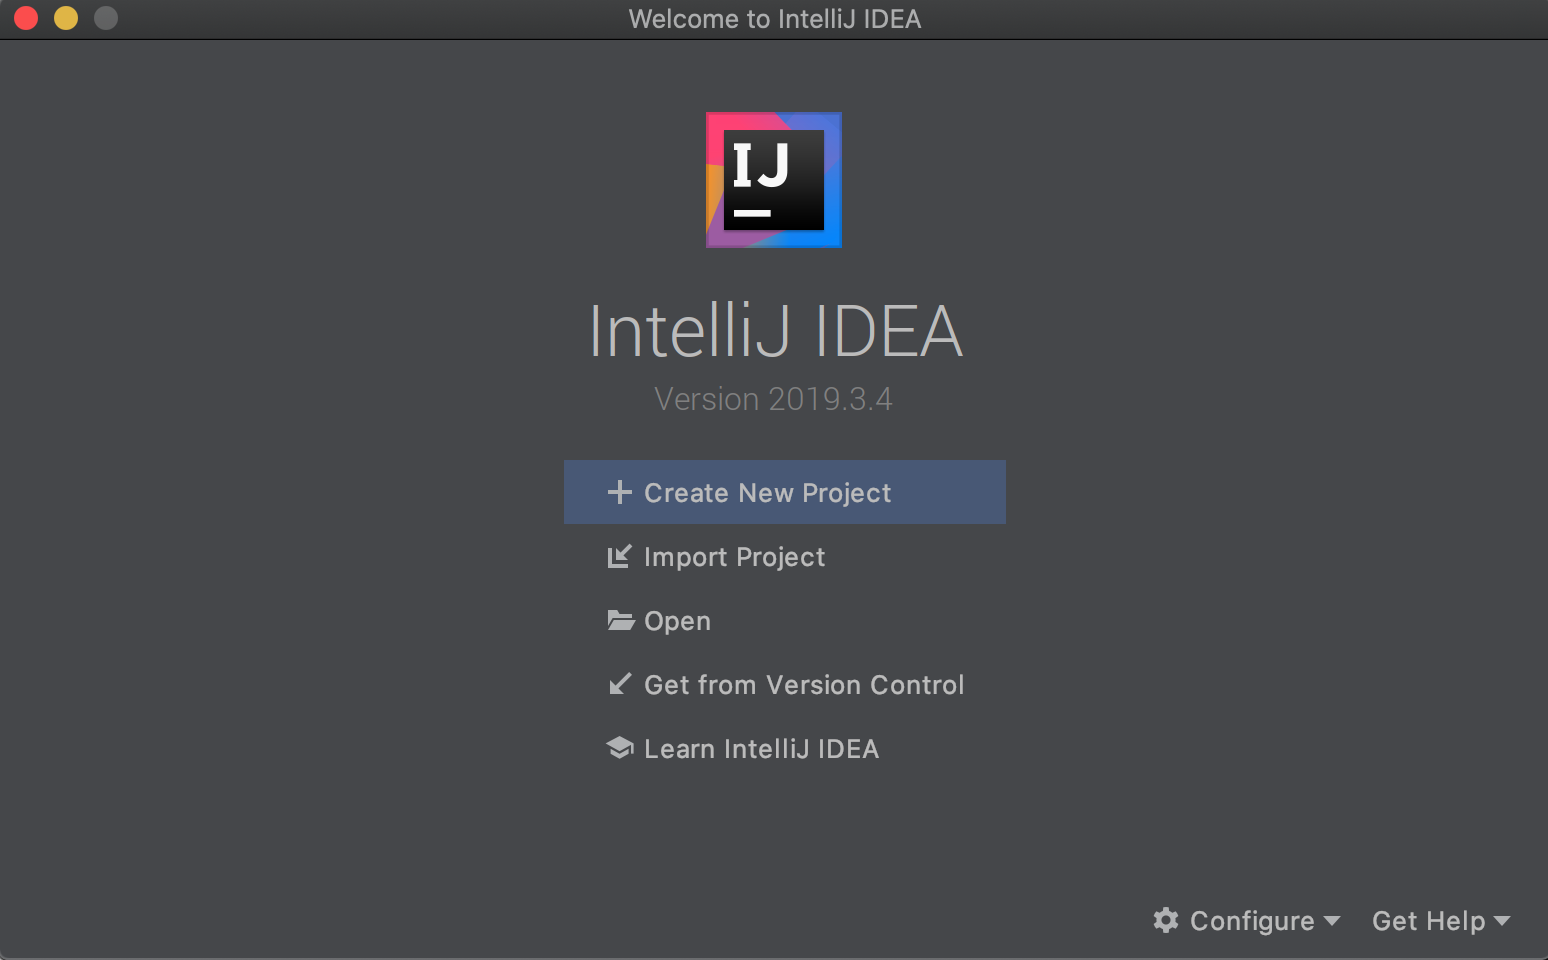 Welcome to IntelliJ IDEA
IJ
IntelliJ IDEA
Version 2019.3.4
Create New Project
Import Project
Open
Get from Version Control
Learn IntelliJ IDEA
Configure
Get Help